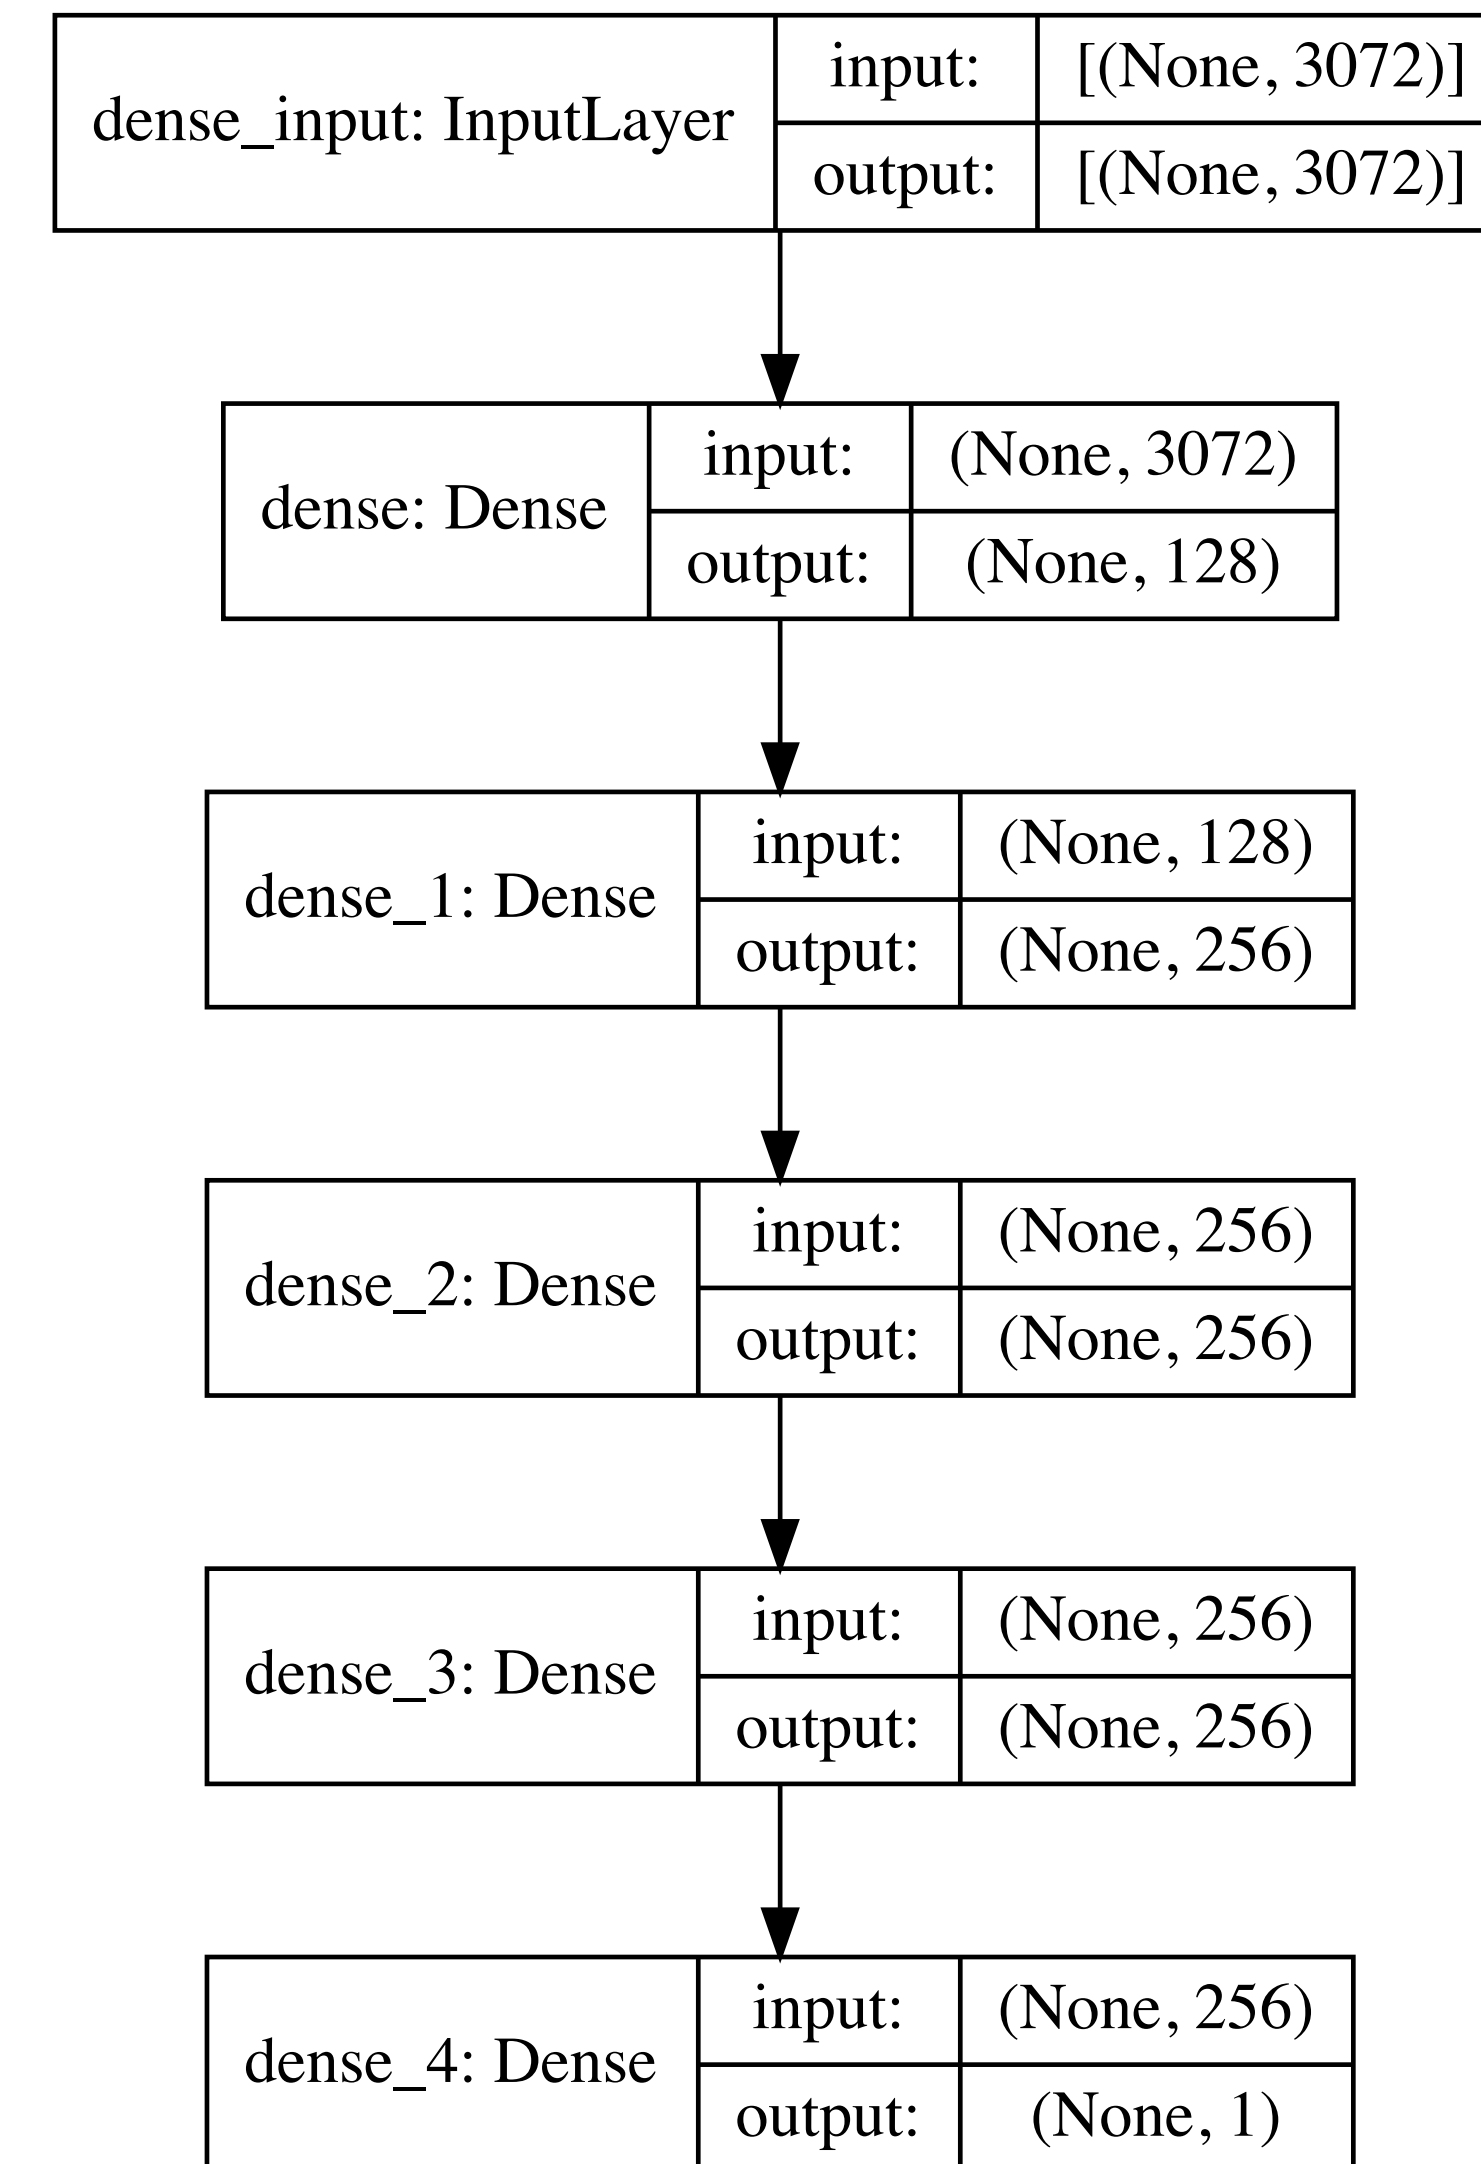 dense_input: InputLayer
input: [(None, 3072)]
output: [(None, 3072)]
dense: Dense
input: (None, 3072)
output: (None, 128)
dense_1: Dense
input: (None, 128)
output: (None, 256)
dense_2: Dense
input: (None, 256)
output: (None, 256)
dense_3: Dense
input: (None, 256)
output: (None, 256)
dense_4: Dense
input: (None, 256)
output: (None, 1)